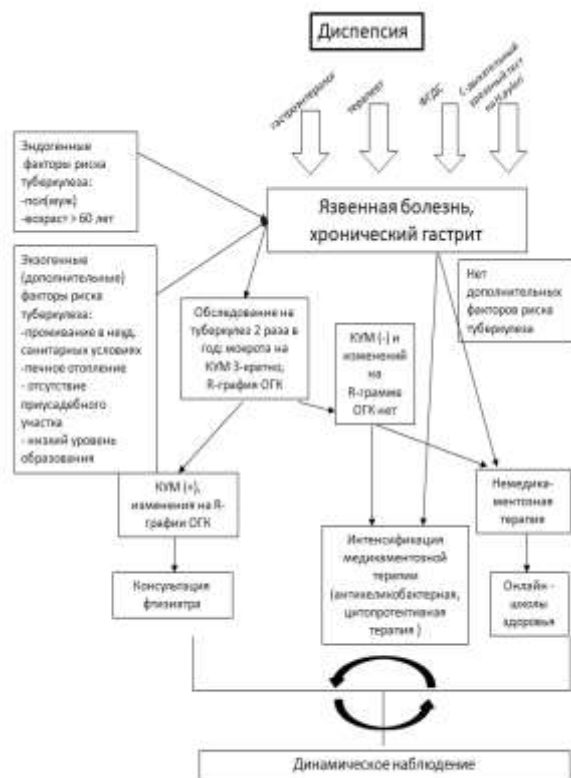 Диспепсия
гастроэнтеролог
терапевт
ФГДС
С-дыхательный
уреазный тест
на H.pylori
Эндогенные
факторы риска
туберкулеза:
-пол(муж)
-возраст > 60 лет
Язвенная болезнь,
хронический гастрит
Экзогенные
(дополнительные)
факторы риска
туберкулеза:
-проживание в неуд.
санитарных условиях
-печное отопление
- отсутствие
приусадебного
участка
- низкий уровень
образования
Обследование на
туберкулез 2 раза в
год: мокрота на
КУМ 3-кратно,
R-графия ОГК
КУМ (-) и
изменений
на
R-грамме
ОГК нет
Нет
дополнительных
факторов риска
туберкулеза
КУМ (+),
изменения на R-
графии ОГК
Немедика-
ментозная
терапия
Консультация
фтизиатра
Интенсификация
медикаментозной
терапии
(антихеликобактерная,
цитопротективная
терапия )
Онлайн -
школы
здоровья
Динамическое наблюдение